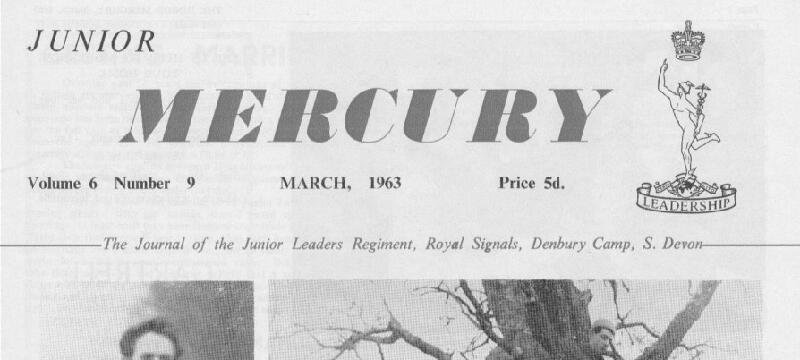 JUNIOR
MERCURY
Volume 6 Number 9 MARCH, 1963 Price 5d.
LEADERSHIP
The Journal of the Junior Leaders Regiment, Royal Signals, Denbury Camp, S. Devon